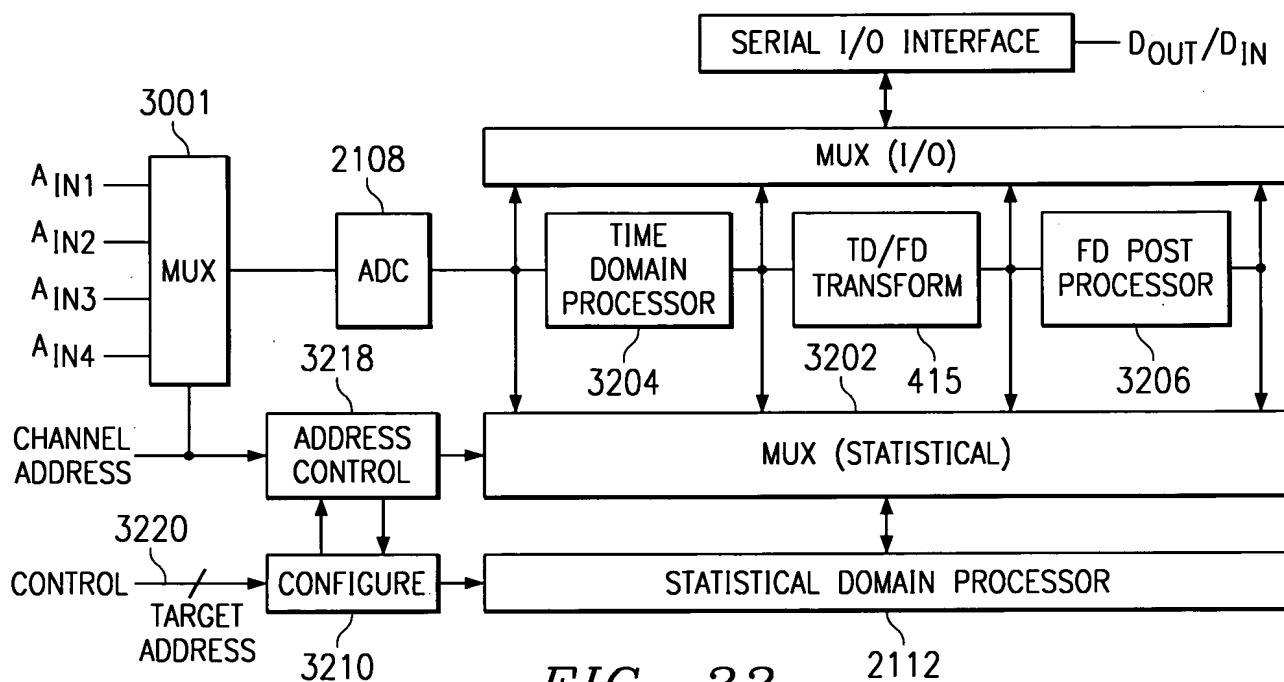 SERIAL I/O INTERFACE
DOUT/DIN
3001
MUX (I/O)
AIN1
AIN2
AIN3
AIN4
MUX
2108
ADC
TIME
DOMAIN
PROCESSOR
TD/FD
TRANSFORM
FD POST
PROCESSOR
3218
3204
3202
415
3206
CHANNEL
ADDRESS
ADDRESS
CONTROL
MUX (STATISTICAL)
3220
CONTROL
TARGET
ADDRESS
CONFIGURE
STATISTICAL DOMAIN PROCESSOR
3210
2112